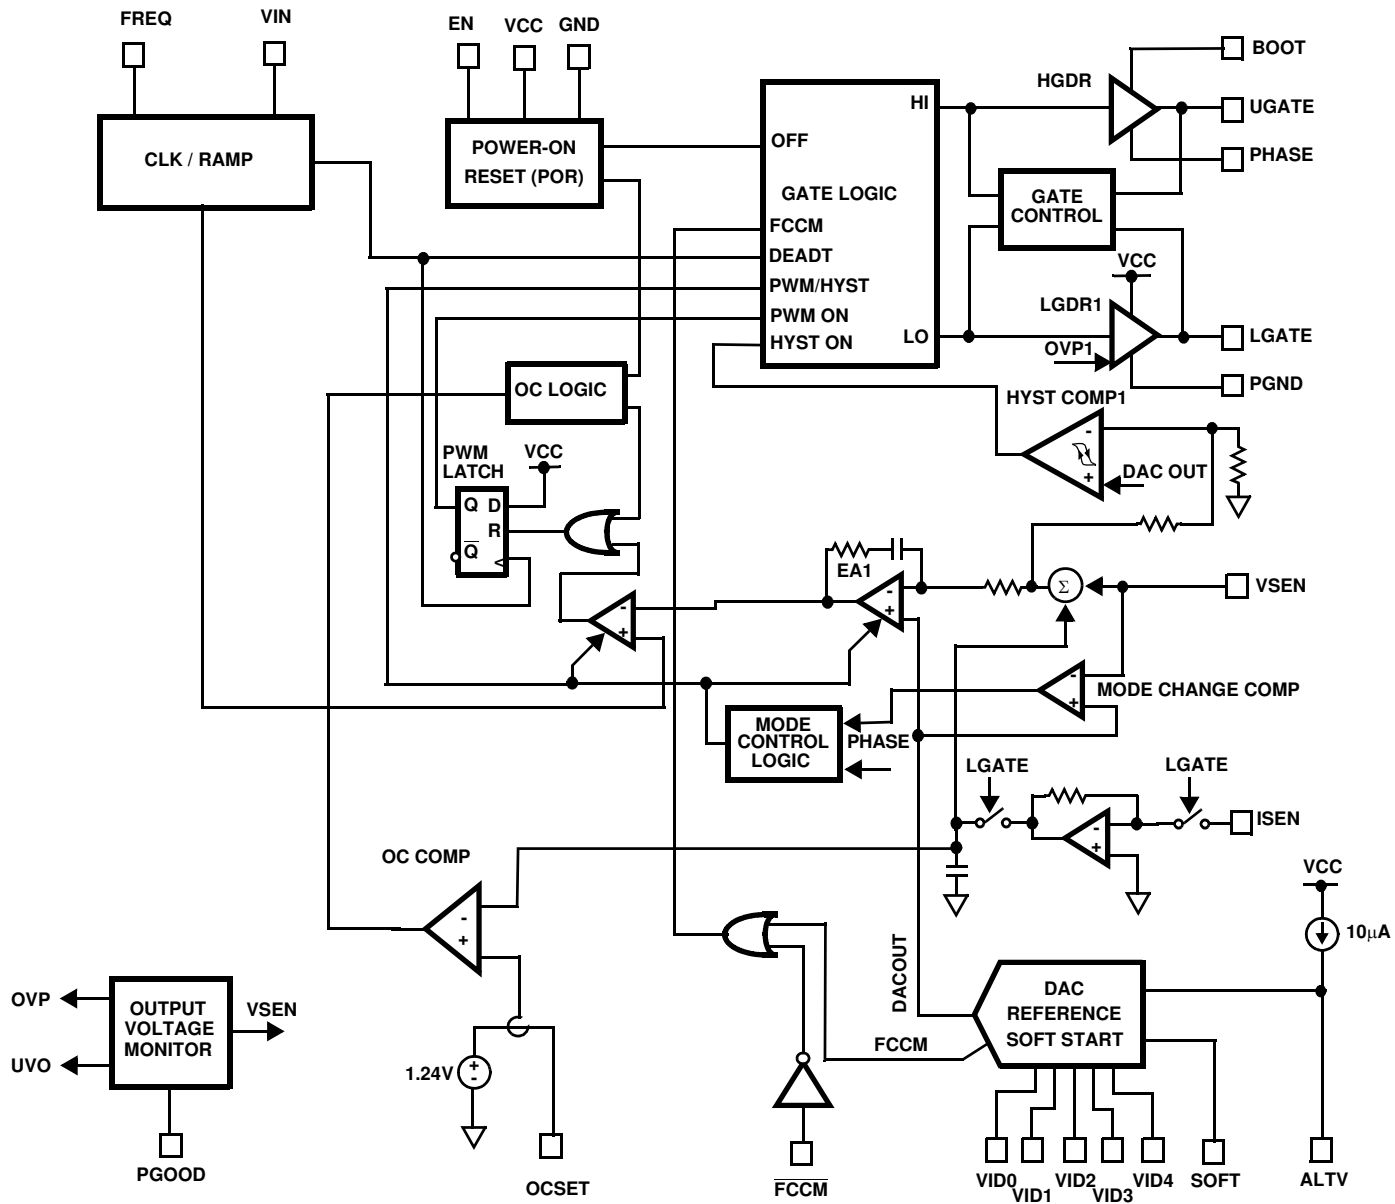 FREQ
VIN
EN
VCC
GND
BOOT
HGDR
HI
UGATE
CLK / RAMP
POWER-ON
RESET (POR)
OFF
PHASE
GATE LOGIC
GATE
CONTROL
FCCM
DEADT
VCC
PWM/HYST
LGDR1
PWM ON
HYST ON
LO
LGATE
OVP1
OC LOGIC
PGND
HYST COMP1
-
+
DAC OUT
PWM
LATCH
VCC
Q D
R
Q
<
EA1
-
+
-
+
Σ
VSEN
-
+
MODE CHANGE COMP
MODE
CONTROL
LOGIC
PHASE
LGATE
LGATE
-
+
ISEN
OC COMP
-
+
VCC
10µA
DACOUT
DAC
REFERENCE
SOFT START
FCCM
OVP
OUTPUT
VOLTAGE
MONITOR
VSEN
UVO
1.24V
+
-
PGOOD
OCSET
FCCM
VID0
VID1
VID2
VID3
VID4
SOFT
ALTV